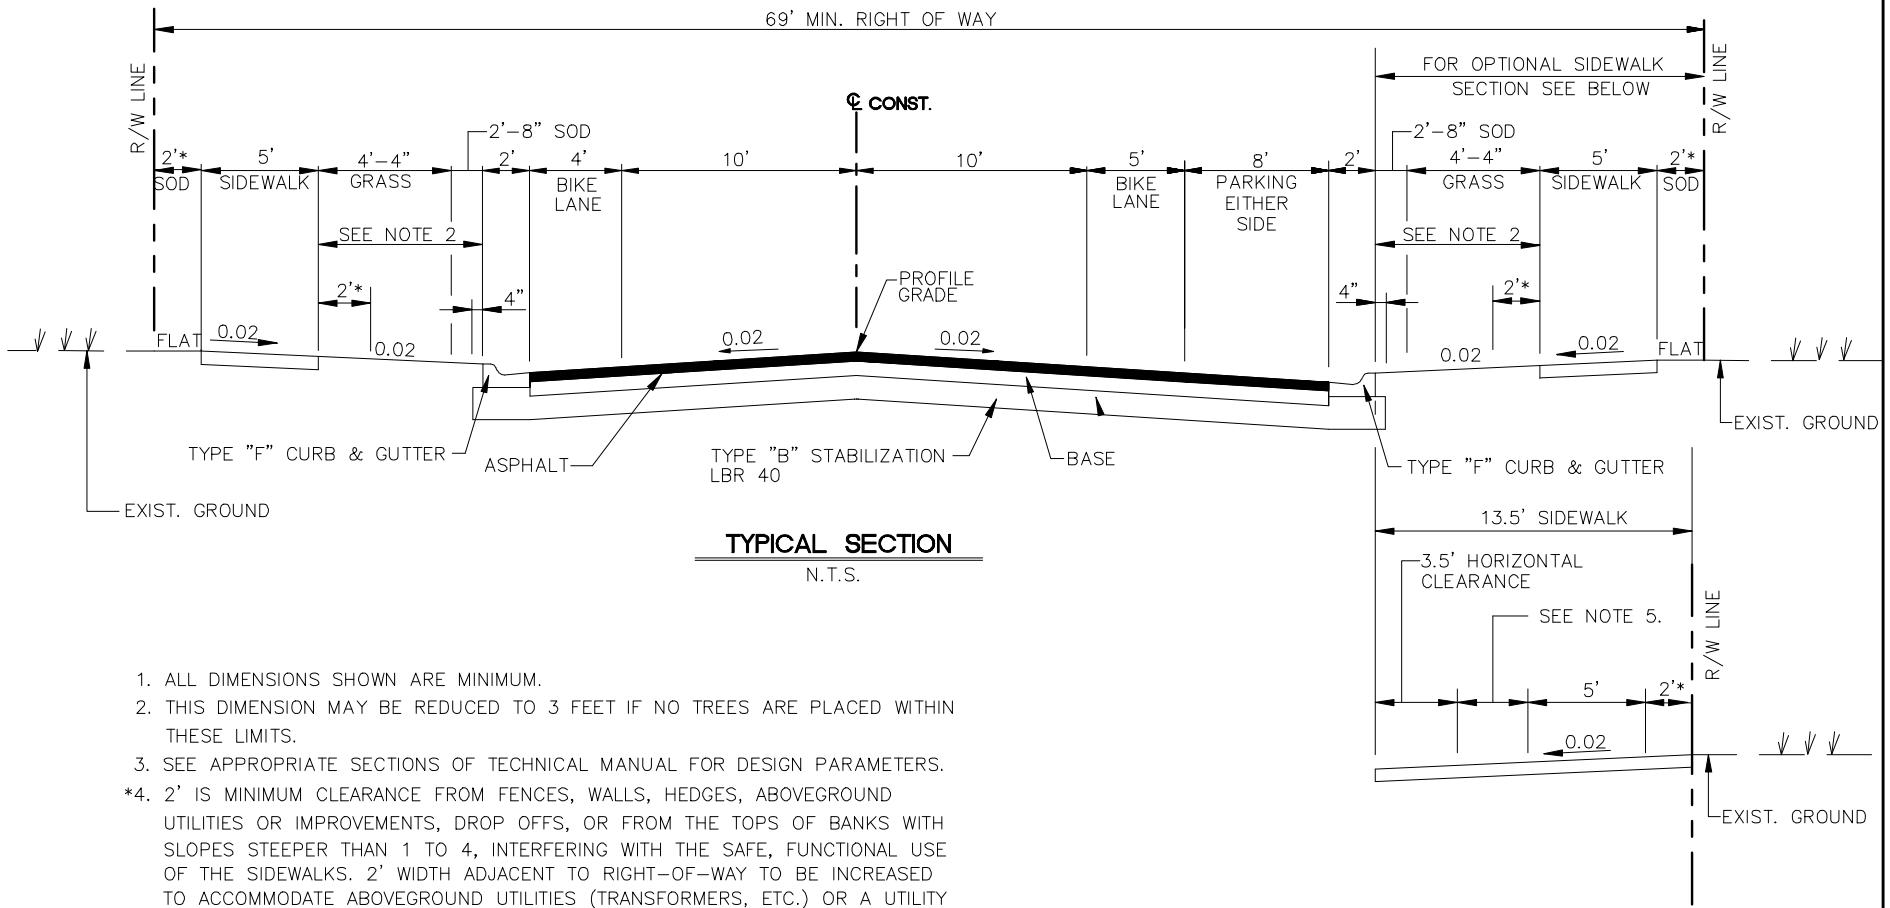 69' MIN. RIGHT OF WAY
R/W LINE
FOR OPTIONAL SIDEWALK
SECTION SEE BELOW
R/W LINE
℄ CONST.
2'-8" SOD
2'-8" SOD
2'*
5'
4'-4"
2'
4'
10'
10'
5'
8'
2'
4'-4"
5'
2'*
SOD
SIDEWALK
GRASS
BIKE
LANE
BIKE
LANE
PARKING
EITHER
SIDE
GRASS
SIDEWALK
SOD
SEE NOTE 2
SEE NOTE 2
2'*
4"
PROFILE
GRADE
4"
2'*
FLAT
0.02
0.02
0.02
0.02
0.02
0.02
FLAT
EXIST. GROUND
TYPE "F" CURB & GUTTER
ASPHALT
TYPE "B" STABILIZATION
LBR 40
BASE
TYPE "F" CURB & GUTTER
EXIST. GROUND
TYPICAL SECTION
N.T.S.
13.5' SIDEWALK
3.5' HORIZONTAL
CLEARANCE
SEE NOTE 5.
R/W LINE
5'
2'*
0.02
EXIST. GROUND
1. ALL DIMENSIONS SHOWN ARE MINIMUM.
2. THIS DIMENSION MAY BE REDUCED TO 3 FEET IF NO TREES ARE PLACED WITHIN
THESE LIMITS.
3. SEE APPROPRIATE SECTIONS OF TECHNICAL MANUAL FOR DESIGN PARAMETERS.
*4. 2' IS MINIMUM CLEARANCE FROM FENCES, WALLS, HEDGES, ABOVEGROUND
UTILITIES OR IMPROVEMENTS, DROP OFFS, OR FROM THE TOPS OF BANKS WITH
SLOPES STEEPER THAN 1 TO 4, INTERFERING WITH THE SAFE, FUNCTIONAL USE
OF THE SIDEWALKS. 2' WIDTH ADJACENT TO RIGHT-OF-WAY TO BE INCREASED
TO ACCOMMODATE ABOVEGROUND UTILITIES (TRANSFORMERS, ETC.) OR A UTILITY